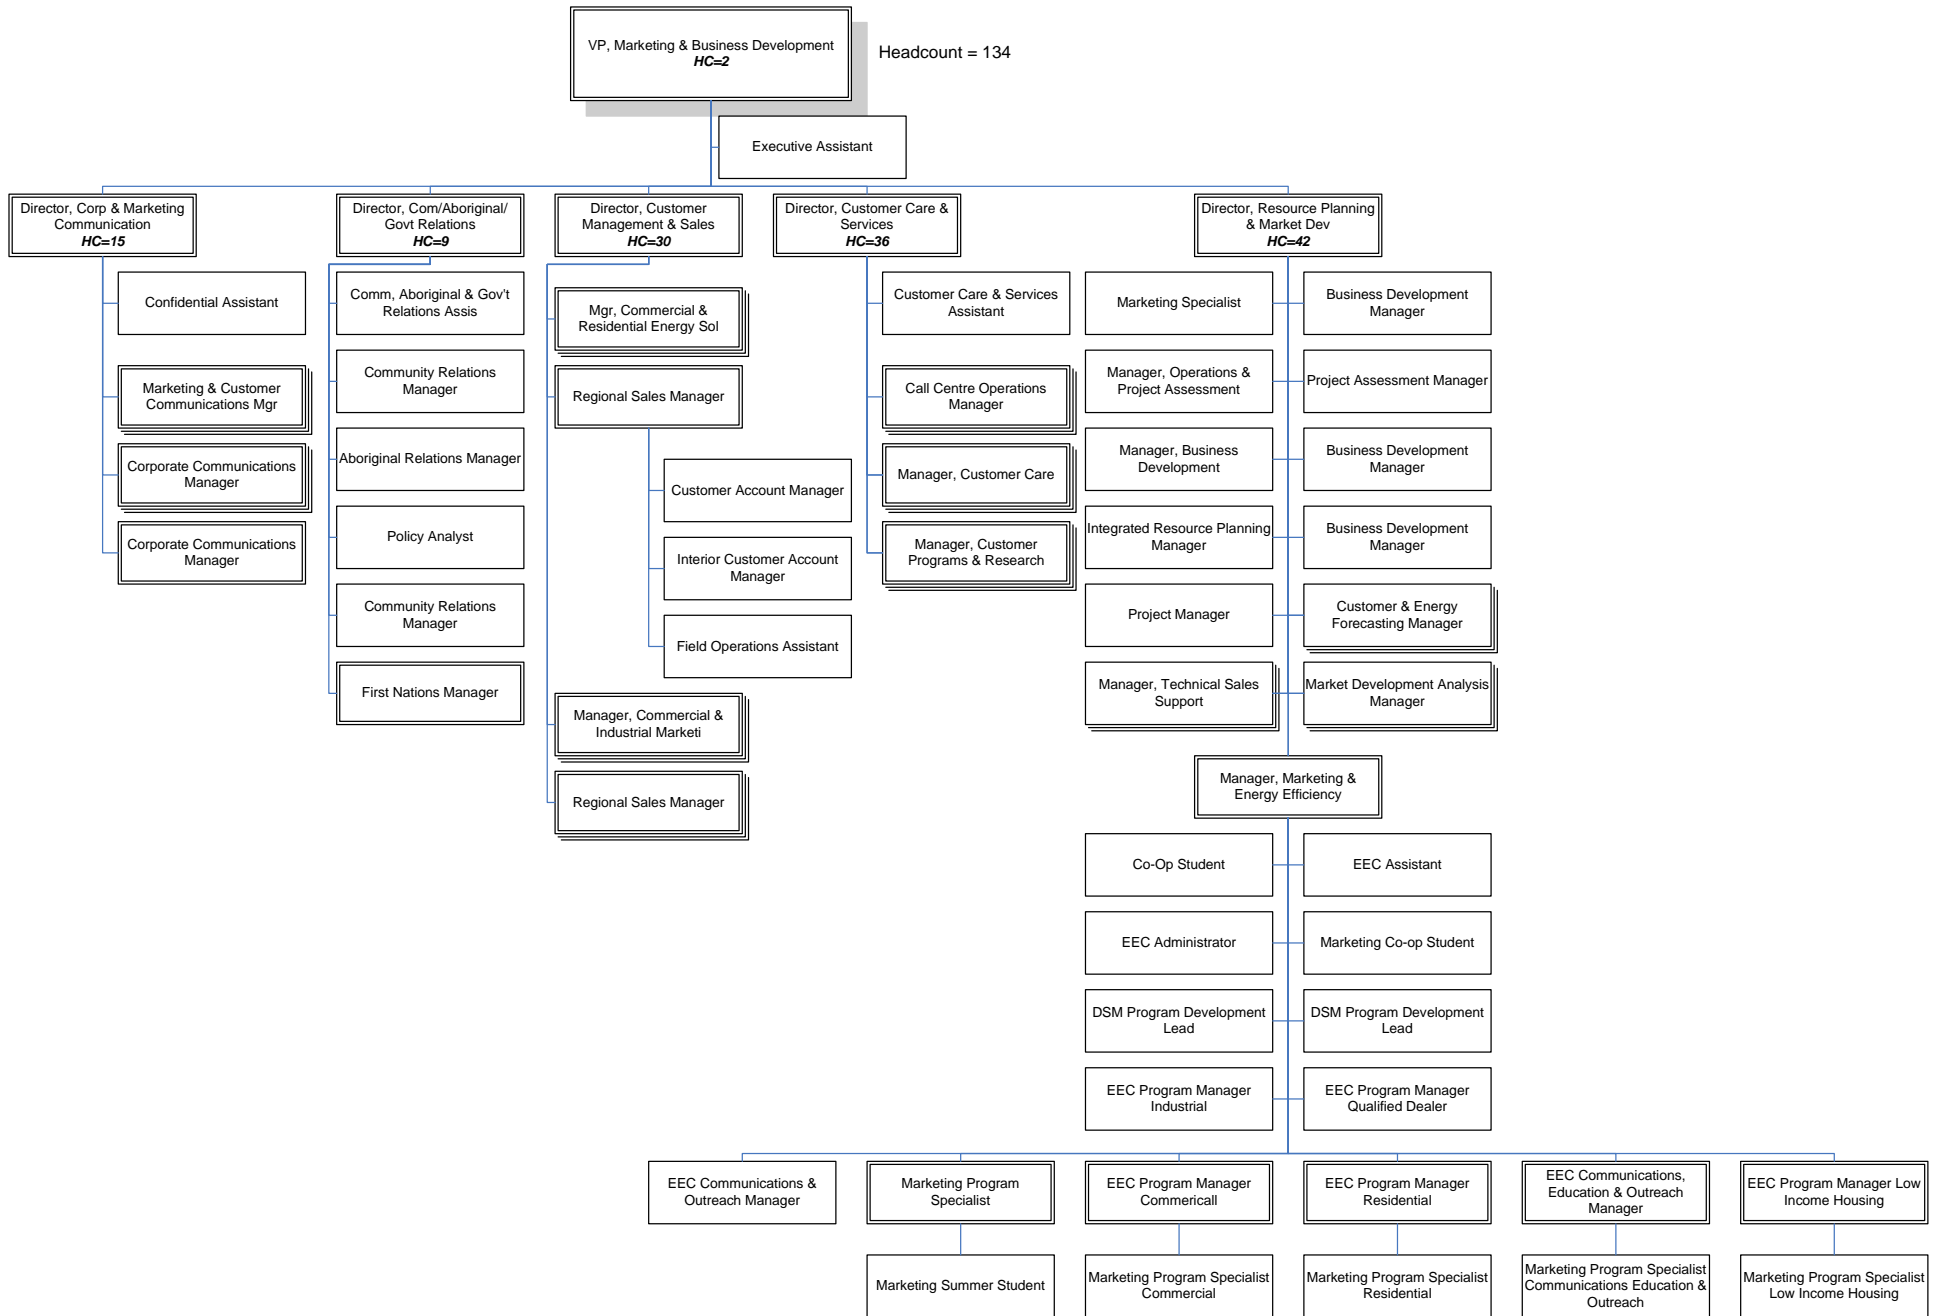 VP, Marketing & Business Development
HC=2
Headcount = 134
Executive Assistant
Director, Corp & Marketing
Communication
HC=15
Director, Com/Aboriginal/
Govt Relations
HC=9
Director, Customer
Management & Sales
HC=30
Director, Customer Care &
Services
HC=36
Director, Resource Planning
& Market Dev
HC=42
Confidential Assistant
Marketing & Customer
Communications Mgr
Corporate Communications
Manager
Corporate Communications
Manager
Comm, Aboriginal & Gov't
Relations Assis
Community Relations
Manager
Aboriginal Relations Manager
Policy Analyst
Community Relations
Manager
First Nations Manager
Mgr, Commercial &
Residential Energy Sol
Regional Sales Manager
Customer Account Manager
Interior Customer Account
Manager
Field Operations Assistant
Manager, Commercial &
Industrial Marketi
Regional Sales Manager
Customer Care & Services
Assistant
Call Centre Operations
Manager
Manager, Customer Care
Manager, Customer
Programs & Research
Marketing Specialist
Business Development
Manager
Manager, Operations &
Project Assessment
Project Assessment Manager
Manager, Business
Development
Business Development
Manager
Integrated Resource Planning
Manager
Business Development
Manager
Project Manager
Customer & Energy
Forecasting Manager
Manager, Technical Sales
Support
Market Development Analysis
Manager
Manager, Marketing &
Energy Efficiency
Co-Op Student
EEC Assistant
EEC Administrator
Marketing Co-op Student
DSM Program Development
Lead
DSM Program Development
Lead
EEC Program Manager
Industrial
EEC Program Manager
Qualified Dealer
EEC Communications &
Outreach Manager
Marketing Program
Specialist
EEC Program Manager
Commericall
EEC Program Manager
Residential
EEC Communications,
Education & Outreach
Manager
EEC Program Manager Low
Income Housing
Marketing Summer Student
Marketing Program Specialist
Commercial
Marketing Program Specialist
Residential
Marketing Program Specialist
Communications Education &
Outreach
Marketing Program Specialist
Low Income Housing